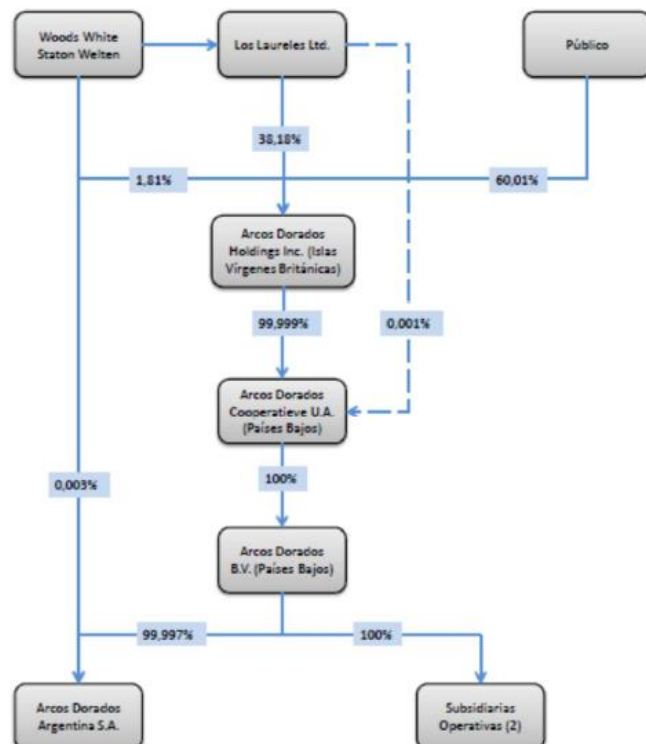 Woods White
Staton Welten
Los Laureles Ltd.
Público
38,18%
1,81%
60,01%
Arcos Dorados
Holdings Inc. (Islas
Vírgenes Británicas)
99,999%
0,001%
Arcos Dorados
Cooperatieve U.A.
(Países Bajos)
0,003%
100%
Arcos Dorados
B.V. (Países Bajos)
99,997%
100%
Arcos Dorados
Argentina S.A.
Subsidiarias
Operativas (2)